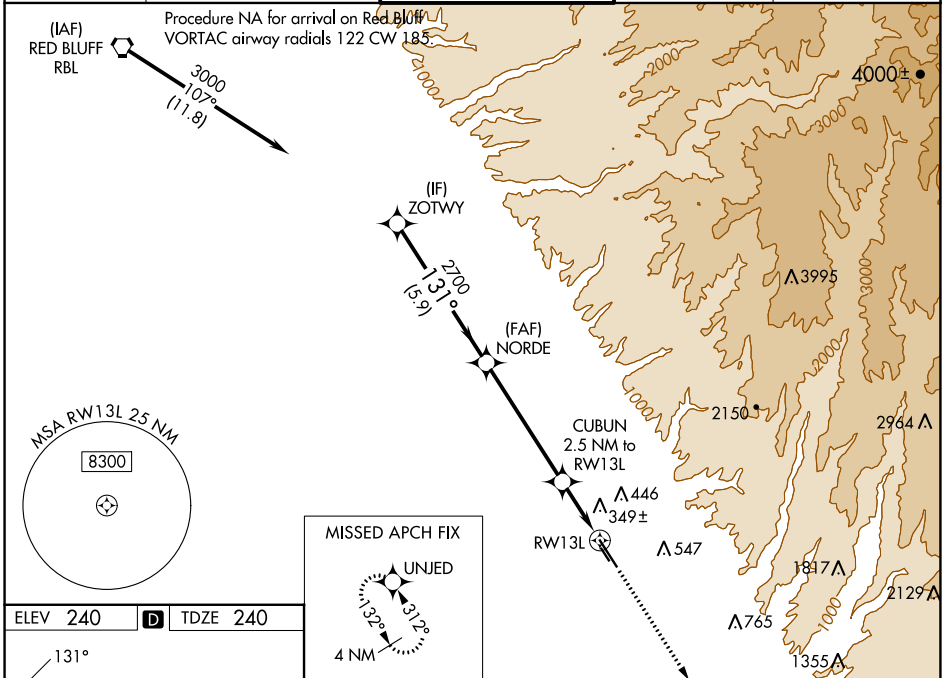 Procedure NA for arrival on Red Bluff
VORTAC airway radials 122 CW 185.
(IAF)
RED BLUFF
RBL
3000
107°
(11.8)
1000
2000
4000±
3000
(IF)
ZOTWY
2700
131°
(5.9)
3995
3000
(FAF)
NORDE
2000
1000
2150
2964
MSA RW13L 25 NM
8300
CUBUN
2.5 NM to
RW13L
446
349±
RW13L
547
1817
2129
1000
765
1355
MISSED APCH FIX
UNJED
132°
312°
4 NM
ELEV 240
D
TDZE 240
131°